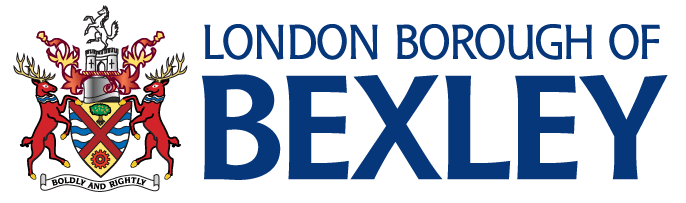 LONDON BOROUGH OF
BEXLEY
BOLDLY AND RIGHTLY